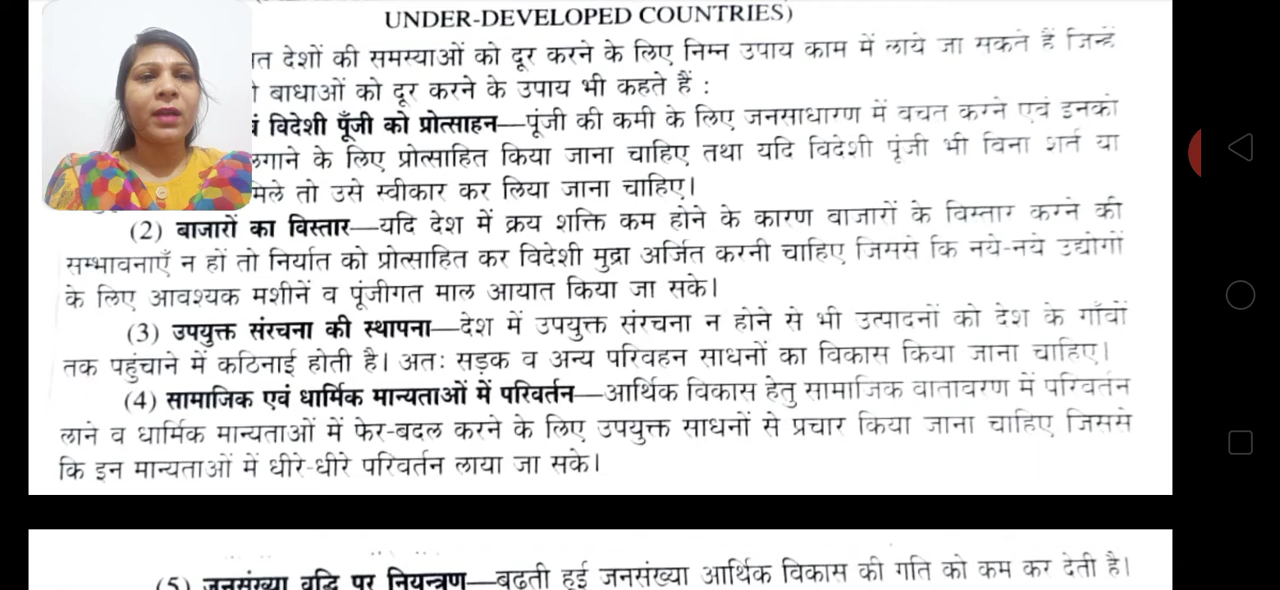 UNDER-DEVELOPED COUNTRIES)
देशों की समस्याओं को दूर करने के लिए निम्न उपाय काम में लाये जा सकते हैं जिन्हें
बाधाओं को दूर करने के उपाय भी कहते हैं :
विदेशी पूँजी को प्रोत्साहन—पूंजी की कमी के लिए जनसाधारण में बचत करने एवं इनको
लगाने के लिए प्रोत्साहित किया जाना चाहिए तथा यदि विदेशी पूंजी भी बिना शर्त या
मिले तो उसे स्वीकार कर लिया जाना चाहिए।
(2) बाजारों का विस्तार—यदि देश में क्रय शक्ति कम होने के कारण बाजारों के विस्तार करने की
सम्भावनाएँ न हों तो निर्यात को प्रोत्साहित कर विदेशी मुद्रा अर्जित करनी चाहिए जिससे कि नये-नये उद्योगों
के लिए आवश्यक मशीनें व पूंजीगत माल आयात किया जा सके।
(3) उपयुक्त संरचना की स्थापना—देश में उपयुक्त संरचना न होने से भी उत्पादनों को देश के गाँवों
तक पहुंचाने में कठिनाई होती है। अतः सड़क व अन्य परिवहन साधनों का विकास किया जाना चाहिए।
(4) सामाजिक एवं धार्मिक मान्यताओं में परिवर्तन—आर्थिक विकास हेतु सामाजिक वातावरण में परिवर्तन
लाने व धार्मिक मान्यताओं में फेर-बदल करने के लिए उपयुक्त साधनों से प्रचार किया जाना चाहिए जिससे
कि इन मान्यताओं में धीरे-धीरे परिवर्तन लाया जा सके।
(5) जनसंख्या वृद्धि पर नियन्त्रण—बढ़ती हुई जनसंख्या आर्थिक विकास की गति को कम कर देती है।